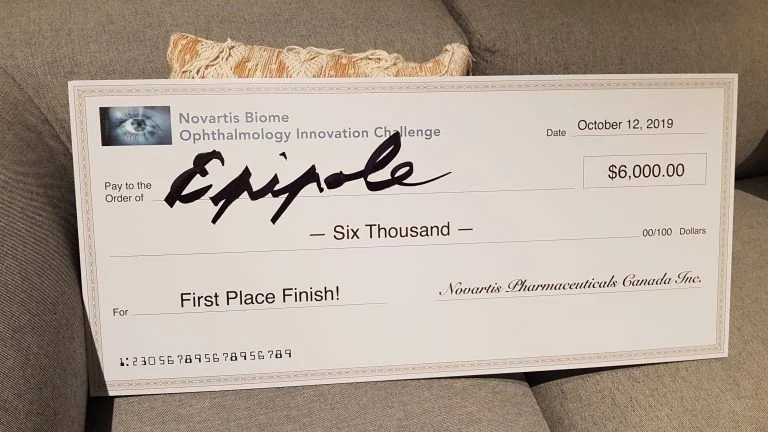 Novartis Biome
Ophthalmology Innovation Challenge
Date October 12, 2019
Pay to the
Order of Epipole
$6,000.00
— Six Thousand —
00/100 Dollars
For First Place Finish!
Novartis Pharmaceuticals Canada Inc.
⑆230567895678956789